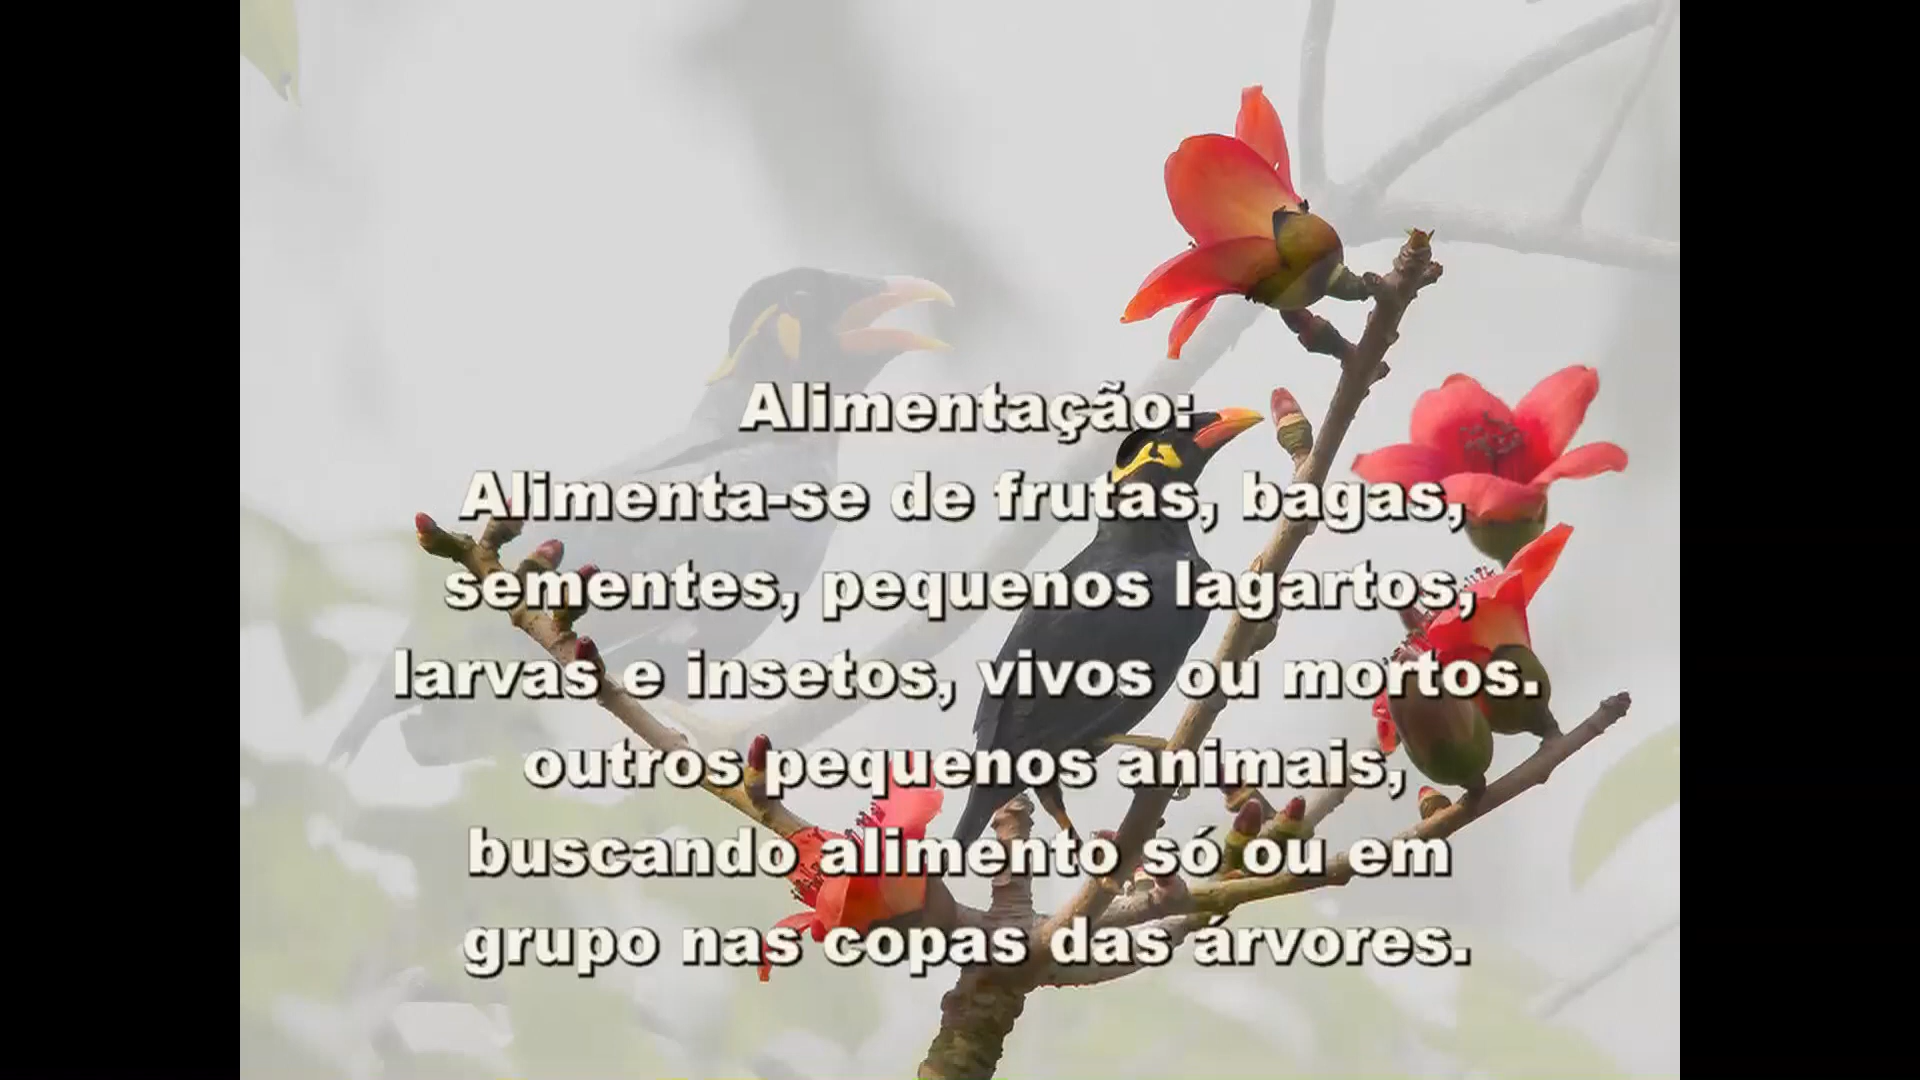 Alimentação:
Alimenta-se de frutas, bagas,
sementes, pequenos lagartos,
larvas e insetos, vivos ou mortos.
outros pequenos animais,
buscando alimento só ou em
grupo nas copas das árvores.